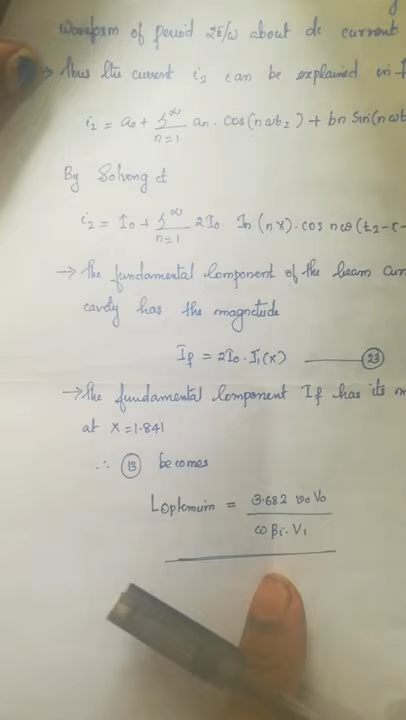 Waveform of period 2π/ω about dc current
→ Thus the current i₂ can be explained in
i₂ = a₀ + Σ^∞_{n=1} an. cos(nωt₂) + bn Sin(nωt
By Solving it
i₂ = I₀ + Σ^∞_{n=1} 2I₀ Jn (nx). cos nω(t₂-τ-
→ The fundamental Component of the beam
cavity has the magnitude
If = 2I₀. J₁(x) —— (23)
→ The fundamental Component If has its
at x = 1.841
∴ (13) becomes
Loptimum = 3.682 υ₀ V₀ / ω βi. V₁